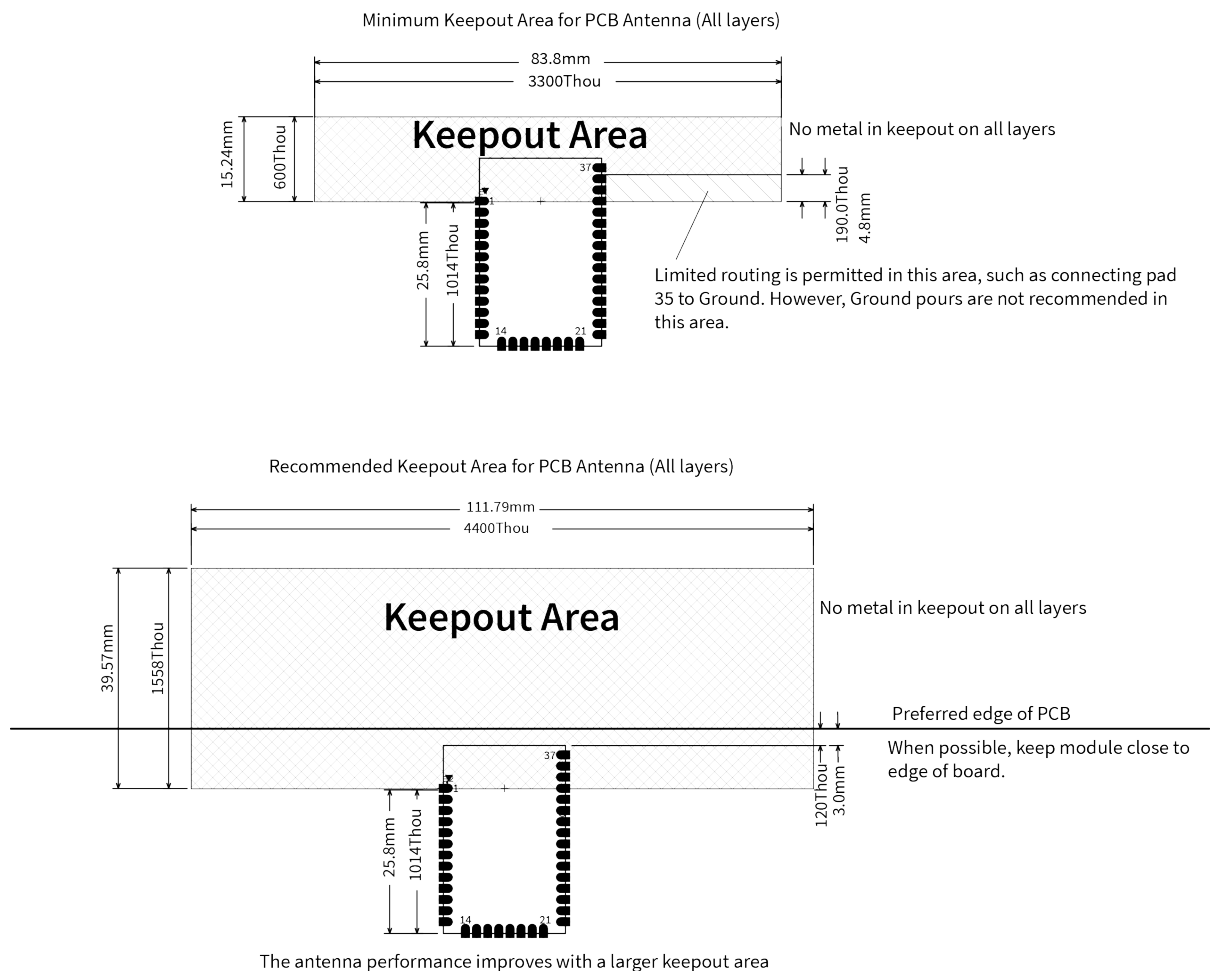 Minimum Keepout Area for PCB Antenna (All layers)
83.8mm
3300Thou
Keepout Area
No metal in keepout on all layers
15.24mm
600Thou
37
1
190.0Thou
4.8mm
25.8mm
1014Thou
Limited routing is permitted in this area, such as connecting pad
35 to Ground. However, Ground pours are not recommended in
this area.
14
21
Recommended Keepout Area for PCB Antenna (All layers)
111.79mm
4400Thou
Keepout Area
No metal in keepout on all layers
39.57mm
1558Thou
Preferred edge of PCB
When possible, keep module close to
edge of board.
37
1
120Thou
3.0mm
25.8mm
1014Thou
14
21
The antenna performance improves with a larger keepout area